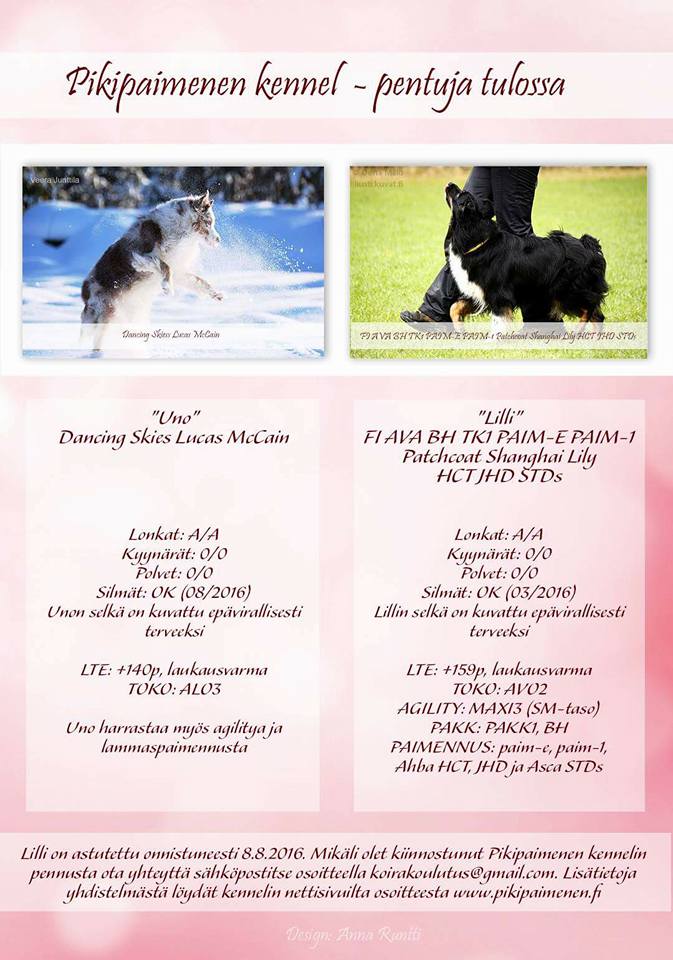 Pikipaimenen kennel - pentuja tulossa
Veera Junttila
Dancing Skies Lucas McCain
lunttikuvat.fi
FI AVA BH TK1 PAIM-E PAIM-1 Patchcoat Shanghai Lily HCT JHD STDs
"Uno"
Dancing Skies Lucas McCain
Lonkat: A/A
Kyynärät: 0/0
Polvet: 0/0
Silmät: OK (08/2016)
Unon selkä on kuvattu epävirallisesti
terveeksi
LTE: +140p, laukausvarma
TOKO: ALO3
Uno harrastaa myös agilitya ja
lammaspaimennusta
"Lilli"
FI AVA BH TK1 PAIM-E PAIM-1
Patchcoat Shanghai Lily
HCT JHD STDs
Lonkat: A/A
Kyynärät: 0/0
Polvet: 0/0
Silmät: OK (03/2016)
Lillin selkä on kuvattu epävirallisesti
terveeksi
LTE: +159p, laukausvarma
TOKO: AVO2
AGILITY: MAXI3 (SM-taso)
PAKK: PAKK1, BH
PAIMENNUS: paim-e, paim-1,
Ahba HCT, JHD ja Asca STDs
Lilli on astutettu onnistuneesti 8.8.2016. Mikäli olet kiinnostunut Pikipaimenen kennelin
pennusta ota yhteyttä sähköpostitse osoitteella koirakoulutus@gmail.com. Lisätietoja
yhdistelmästä löydät kennelin nettisivuilta osoitteesta www.pikipaimenen.fi
Design: Anna Runtti